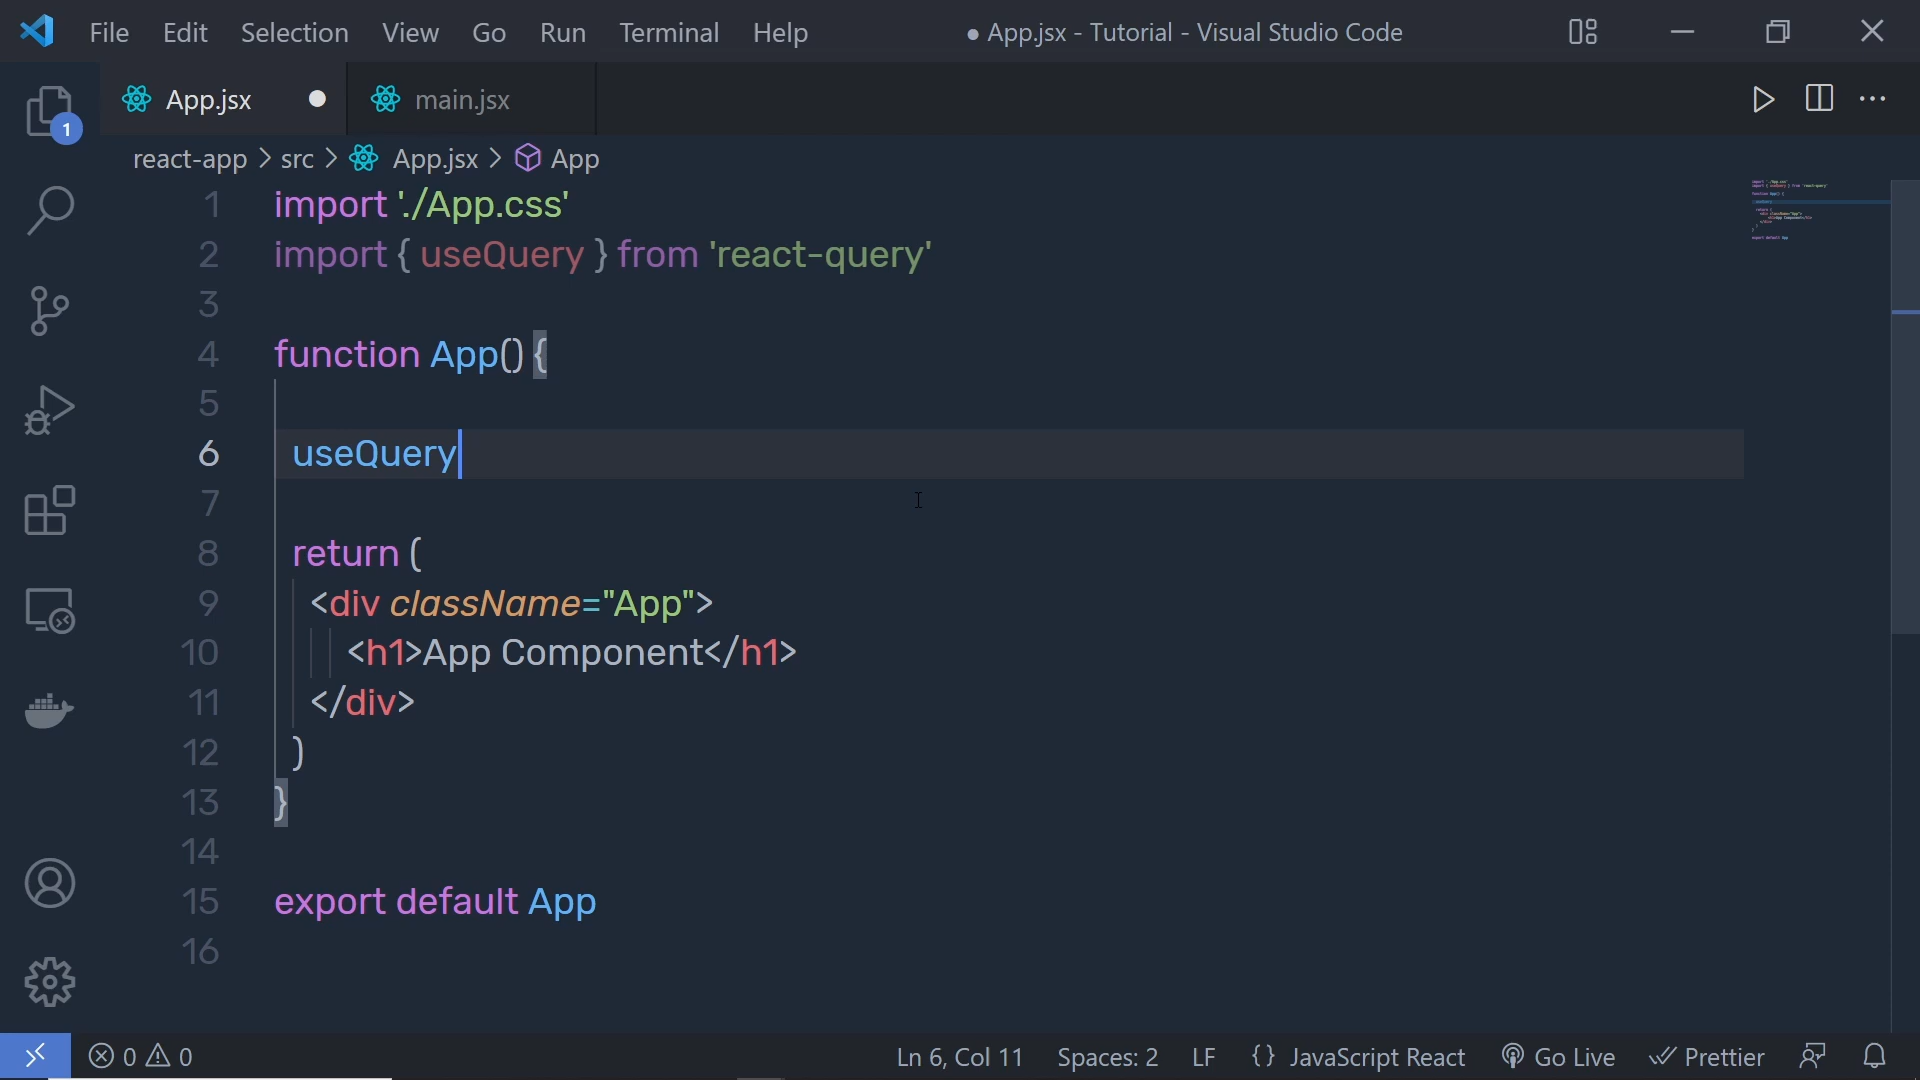 File Edit Selection View Go Run Terminal Help ● App.jsx - Tutorial - Visual Studio Code
App.jsx ● main.jsx
1
react-app > src > App.jsx > App
1 import './App.css'
2 import { useQuery } from 'react-query'
3
4 function App() {
5
6 useQuery
7
8 return (
9 <div className="App">
10 <h1>App Component</h1>
11 </div>
12 )
13 }
14
15 export default App
16
0 0 Ln 6, Col 11 Spaces: 2 LF {} JavaScript React Go Live Prettier